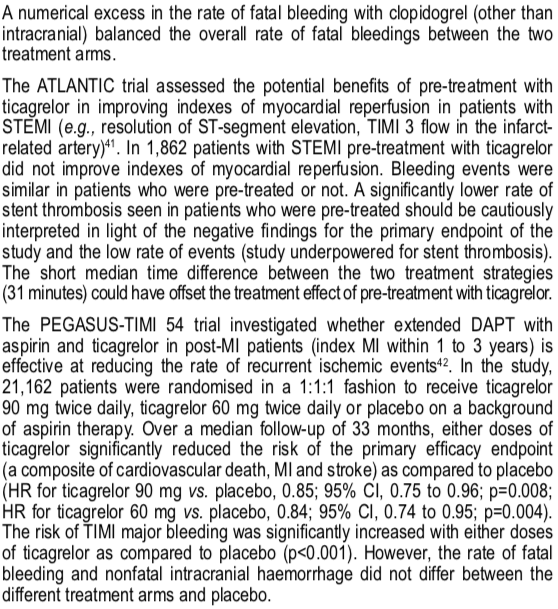 A numerical excess in the rate of fatal bleeding with clopidogrel (other than
intracranial) balanced the overall rate of fatal bleedings between the two
treatment arms.
The ATLANTIC trial assessed the potential benefits of pre-treatment with
ticagrelor in improving indexes of myocardial reperfusion in patients with
STEMI (e.g., resolution of ST-segment elevation, TIMI 3 flow in the infarct-
related artery)⁴¹. In 1,862 patients with STEMI pre-treatment with ticagrelor
did not improve indexes of myocardial reperfusion. Bleeding events were
similar in patients who were pre-treated or not. A significantly lower rate of
stent thrombosis seen in patients who were pre-treated should be cautiously
interpreted in light of the negative findings for the primary endpoint of the
study and the low rate of events (study underpowered for stent thrombosis).
The short median time difference between the two treatment strategies
(31 minutes) could have offset the treatment effect of pre-treatment with ticagrelor.
The PEGASUS-TIMI 54 trial investigated whether extended DAPT with
aspirin and ticagrelor in post-MI patients (index MI within 1 to 3 years) is
effective at reducing the rate of recurrent ischemic events⁴². In the study,
21,162 patients were randomised in a 1:1:1 fashion to receive ticagrelor
90 mg twice daily, ticagrelor 60 mg twice daily or placebo on a background
of aspirin therapy. Over a median follow-up of 33 months, either doses of
ticagrelor significantly reduced the risk of the primary efficacy endpoint
(a composite of cardiovascular death, MI and stroke) as compared to placebo
(HR for ticagrelor 90 mg vs. placebo, 0.85; 95% CI, 0.75 to 0.96; p=0.008;
HR for ticagrelor 60 mg vs. placebo, 0.84; 95% CI, 0.74 to 0.95; p=0.004).
The risk of TIMI major bleeding was significantly increased with either doses
of ticagrelor as compared to placebo (p<0.001). However, the rate of fatal
bleeding and nonfatal intracranial haemorrhage did not differ between the
different treatment arms and placebo.